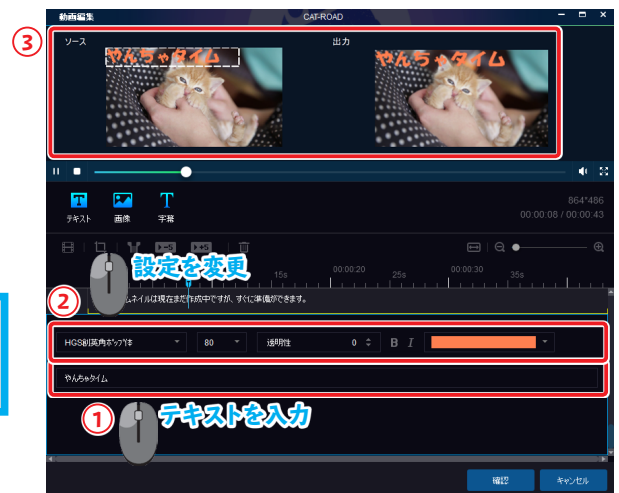 動画編集
CAT-ROAD
③
ソース
出力
やんちゃタイム
やんちゃタイム
テキスト
画像
字幕
864*486
00:00:08 / 00:00:43
-5
+5
設定を変更
15s
00:00:20
25s
00:00:30
35s
②
ムネイルは現在まだ作成中ですが、すぐに準備ができます。
HGS創英角ポップ体
80
透明性
0
B
I
やんちゃタイム
①
テキストを入力
確認
キャンセル